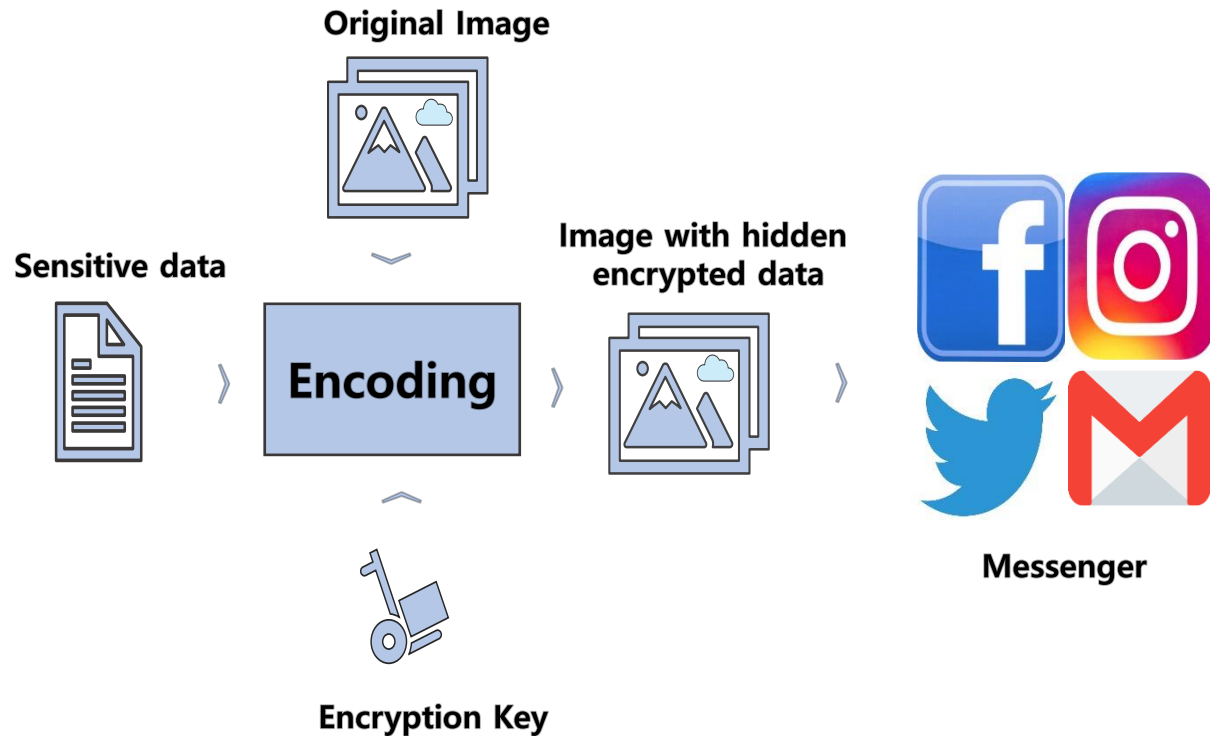 Original Image
Sensitive data
Image with hidden
encrypted data
Encoding
Messenger
Encryption Key